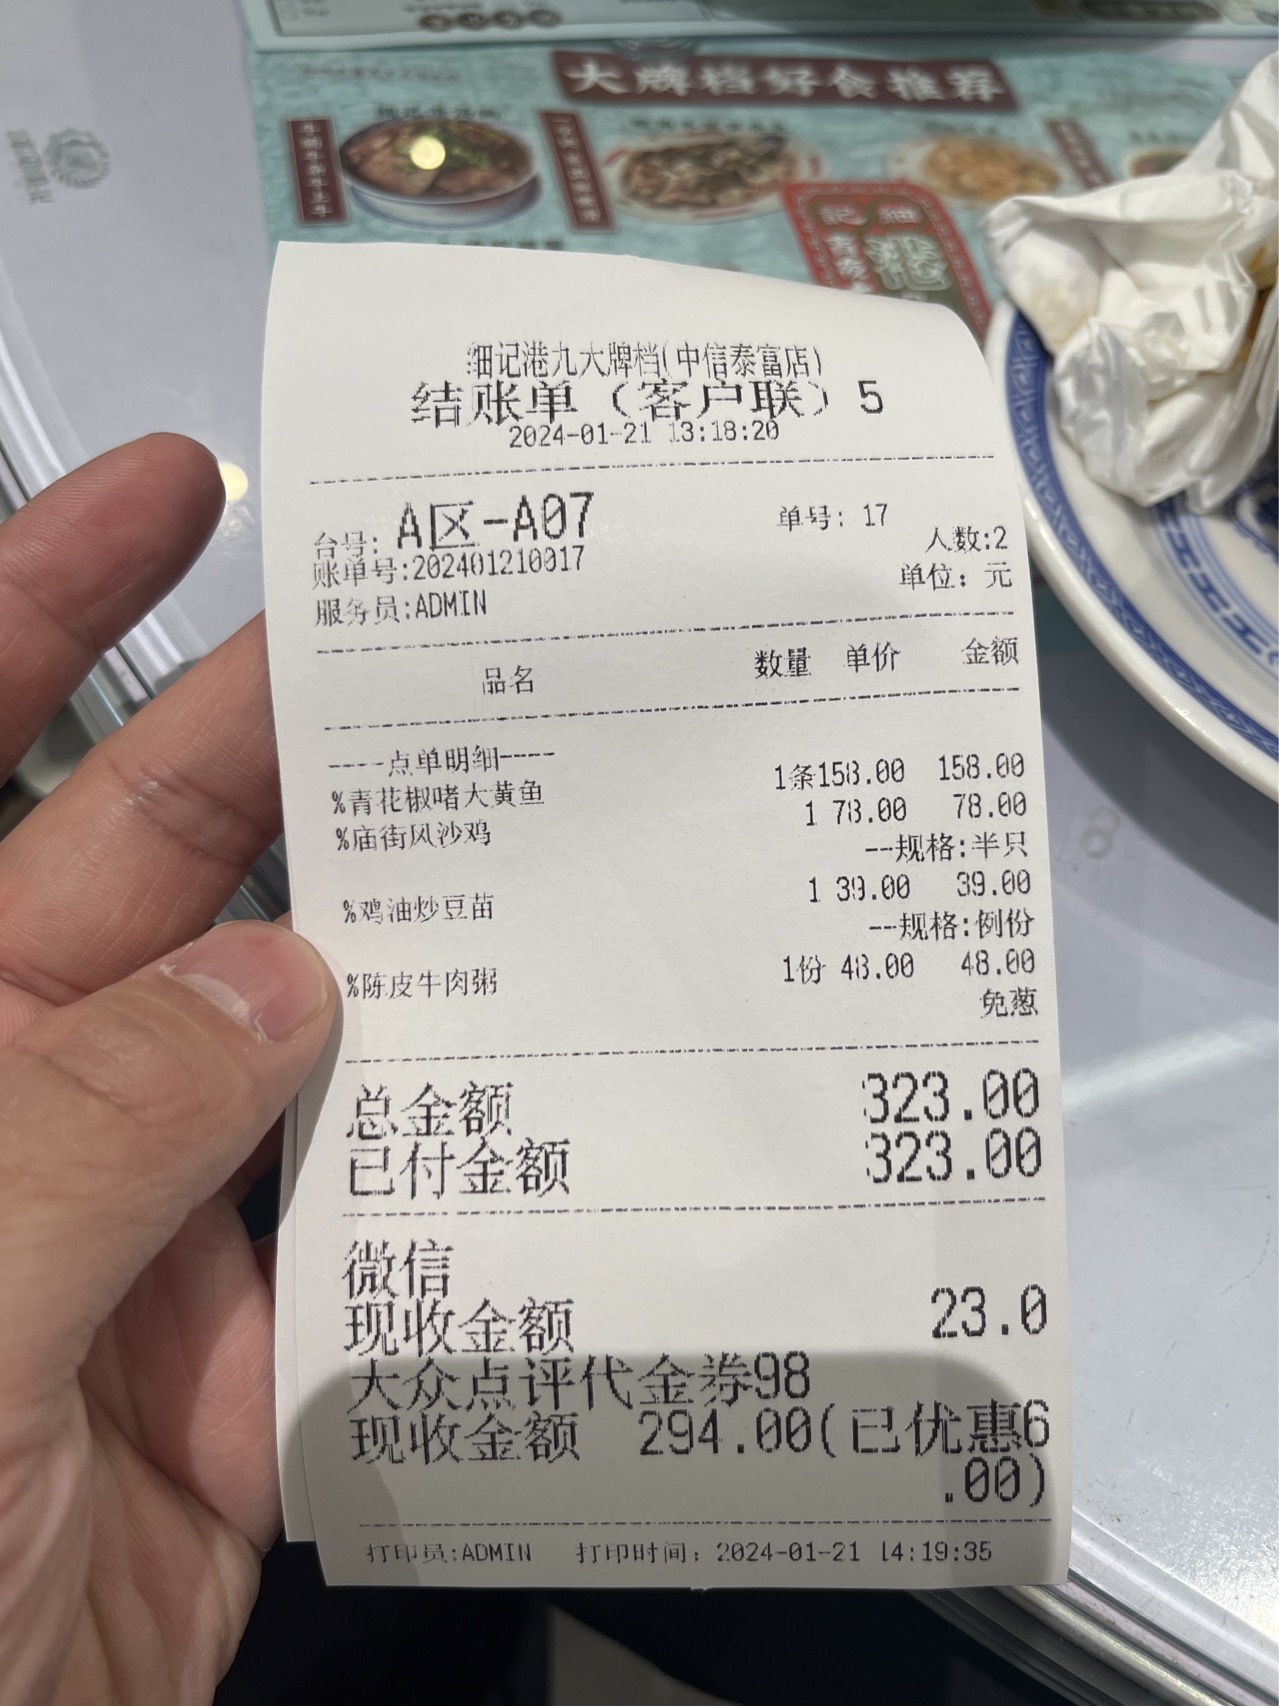 大牌档好食推荐
细记港九大牌档(中信泰富店)
结账单（客户联）5
2024-01-21 13:18:20
台号: A区-A07
单号: 17
账单号:202401210017
人数:2
服务员:ADMIN
单位: 元
品名 数量 单价 金额
----点单明细----
%青花椒啫大黄鱼 1条158.00 158.00
%庙街风沙鸡 1 78.00 78.00
--规格:半只
%鸡油炒豆苗 1 39.00 39.00
--规格:例份
%陈皮牛肉粥 1份 48.00 48.00
免葱
总金额 323.00
已付金额 323.00
微信
现收金额 23.0
大众点评代金券98
现收金额 294.00(已优惠6
.00)
打印员:ADMIN 打印时间: 2024-01-21 14:19:35